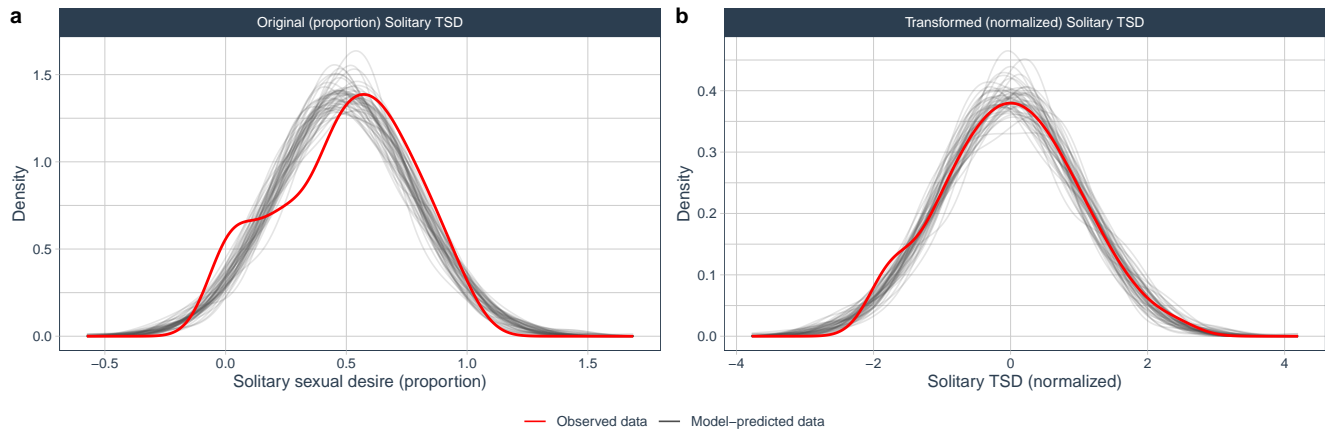 a
Original (proportion) Solitary TSD
Density
1.5
1.0
0.5
0.0
−0.5 0.0 0.5 1.0 1.5
Solitary sexual desire (proportion)
b
Transformed (normalized) Solitary TSD
Density
0.4
0.3
0.2
0.1
0.0
−4 −2 0 2 4
Solitary TSD (normalized)
Observed data Model−predicted data